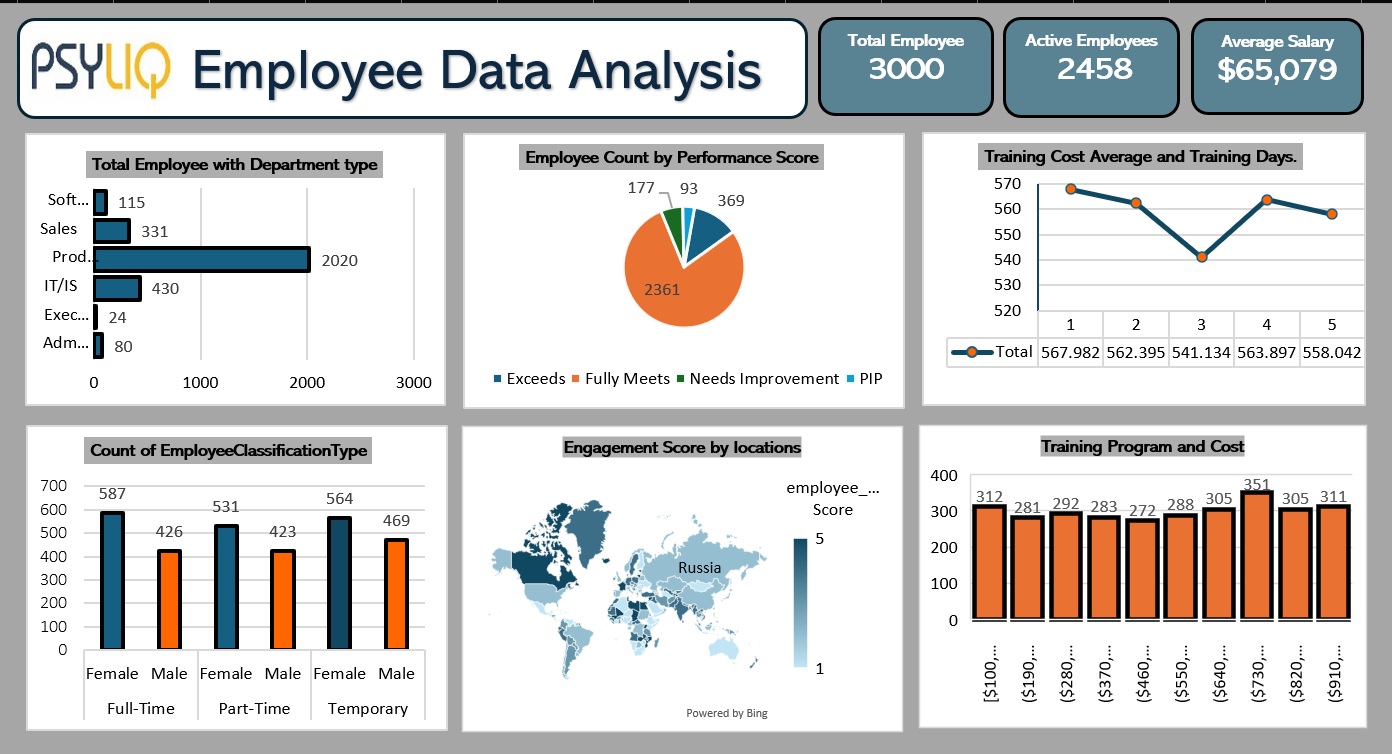 PSYLIQ
Employee Data Analysis
Total Employee
3000
Active Employees
2458
Average Salary
$65,079
Total Employee with Department type
Soft...
115
Sales
331
Prod...
2020
IT/IS
430
Exec...
24
Adm...
80
0 1000 2000 3000
Employee Count by Performance Score
177 93
369
2361
Exceeds Fully Meets Needs Improvement PIP
Training Cost Average and Training Days.
570
560
550
540
530
520
1 2 3 4 5
Total 567.982 562.395 541.134 563.897 558.042
Count of EmployeeClassificationType
700
600
500
400
300
200
100
0
587 426 531 423 564 469
Female Male Female Male Female Male
Full-Time Part-Time Temporary
Engagement Score by locations
employee_...
Score
5
1
Russia
Powered by Bing
Training Program and Cost
400
300
200
100
0
312 281 292 283 272 288 305 351 305 311
[$100,...
($190,...
($280,...
($370,...
($460,...
($550,...
($640,...
($730,...
($820,...
($910,...